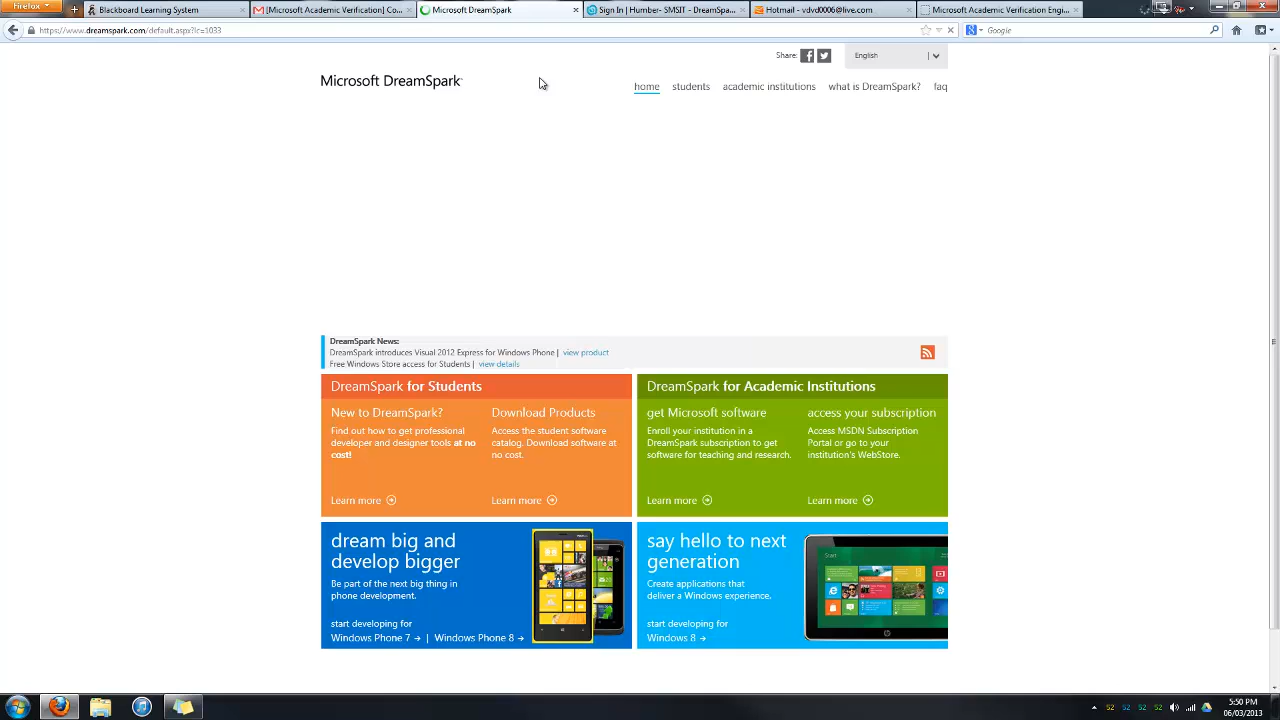 Firefox
Blackboard Learning System
[Microsoft Academic Verification] Co...
Microsoft DreamSpark
Sign In | Humber- SMSIT - DreamSpa...
Hotmail - vdvd0006@live.com
Microsoft Academic Verification Engi...
https://www.dreamspark.com/default.aspx?lc=1033
Google
Share:
English
Microsoft DreamSpark
home
students
academic institutions
what is DreamSpark?
faq
DreamSpark News:
DreamSpark introduces Visual 2012 Express for Windows Phone | view product
Free Windows Store access for Students | view details
DreamSpark for Students
New to DreamSpark?
Find out how to get professional
developer and designer tools at no
cost!
Learn more
Download Products
Access the student software
catalog. Download software at
no cost.
Learn more
DreamSpark for Academic Institutions
get Microsoft software
Enroll your institution in a
DreamSpark subscription to get
software for teaching and research.
Learn more
access your subscription
Access MSDN Subscription
Portal or go to your
institution's WebStore.
Learn more
dream big and
develop bigger
Be part of the next big thing in
phone development.
start developing for
Windows Phone 7 → | Windows Phone 8 →
say hello to next
generation
Create applications that
deliver a Windows experience.
start developing for
Windows 8 →
Start
52 52 52 52
5:50 PM
06/03/2013